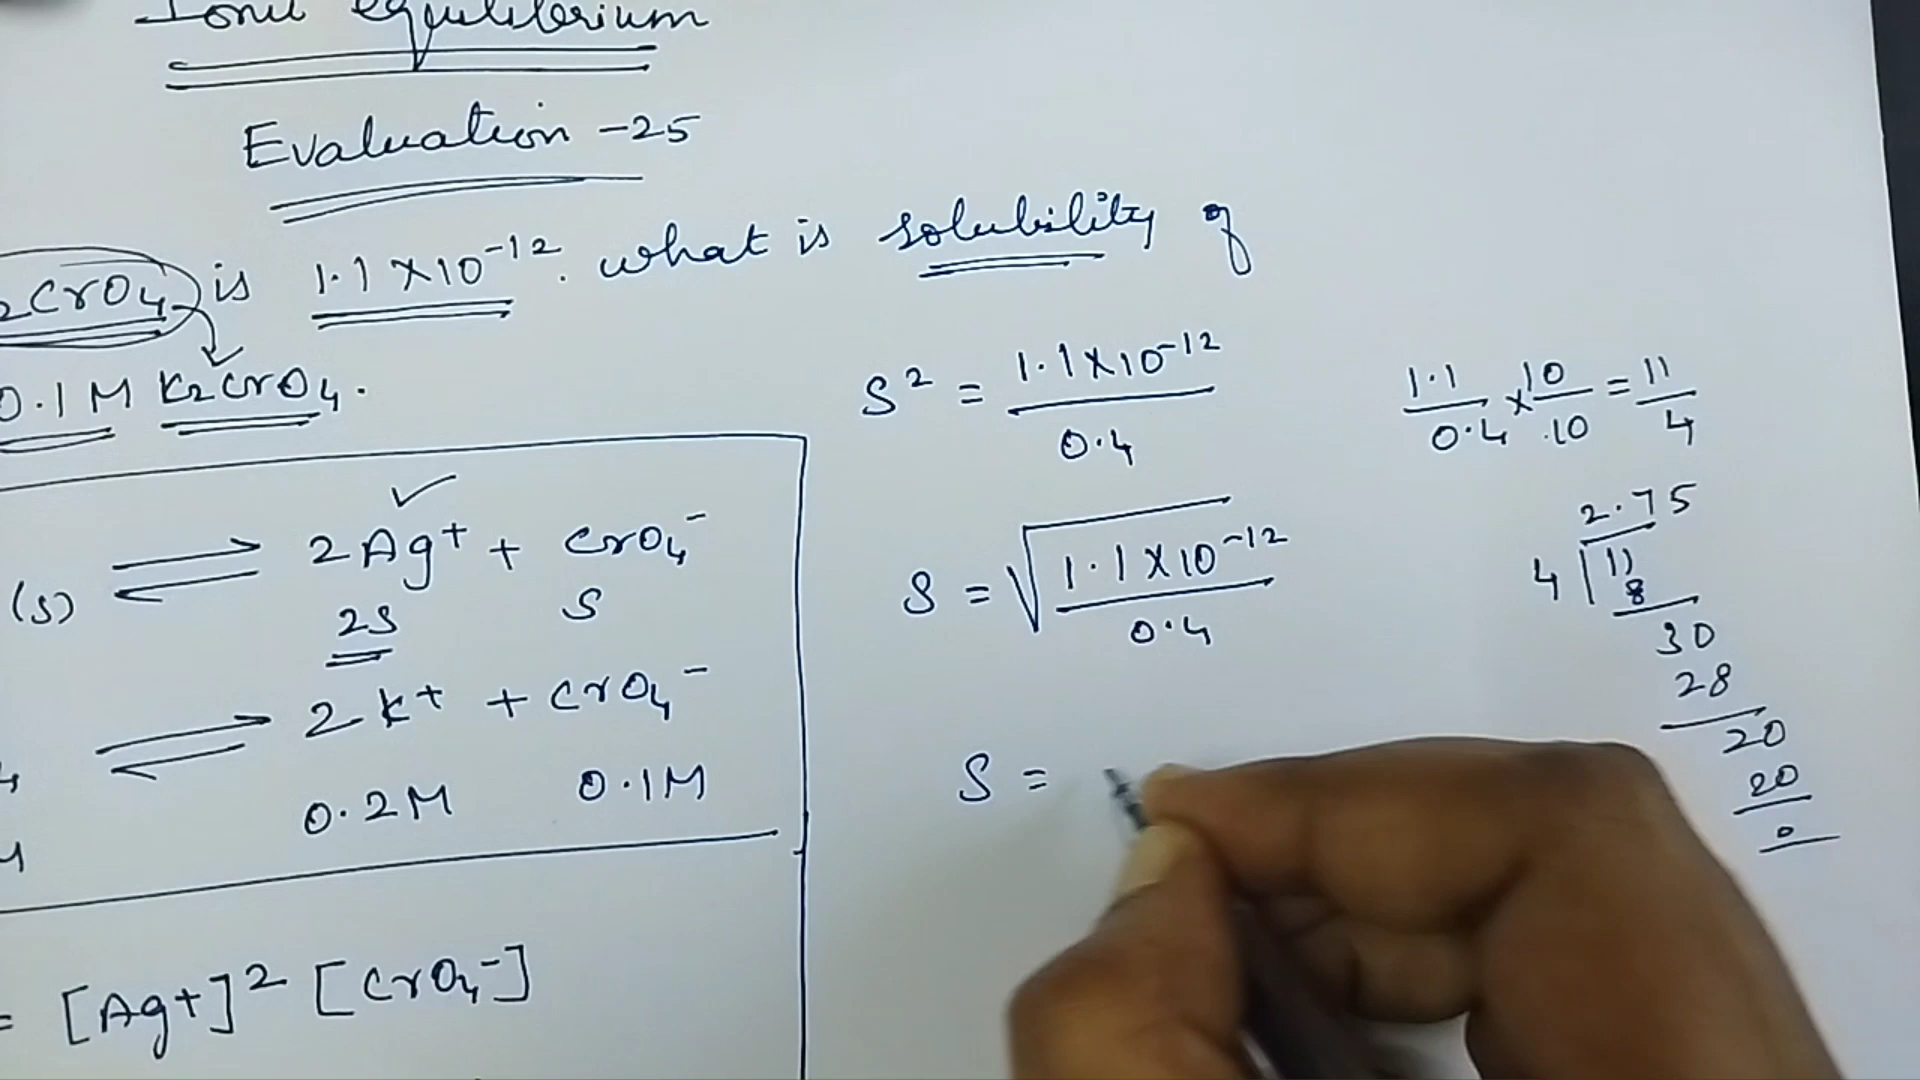 Ionic equilibrium
Evaluation -25
2CrO4 is 1.1 × 10^-12. what is solubility of
0.1 M K2CrO4.
(s) ⇌ 2Ag+ + CrO4-
2S S
⇌ 2K+ + CrO4-
0.2M 0.1M
= [Ag+]^2 [CrO4-]
S^2 = 1.1×10^-12 / 0.4
S = √(1.1×10^-12 / 0.4)
S =
1.1/0.4 × 10/10 = 11/4
2.75
4 11
8
30
28
20
20
0